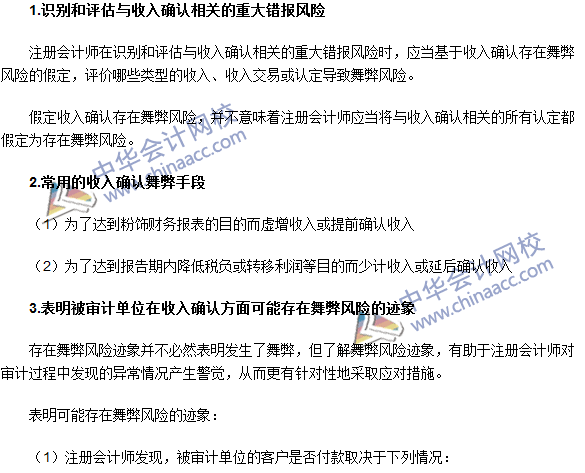 1.识别和评估与收入确认相关的重大错报风险
注册会计师在识别和评估与收入确认相关的重大错报风险时，应当基于收入确认存在舞弊
风险的假定，评价哪些类型的收入、收入交易或认定导致舞弊风险。
假定收入确认存在舞弊风险，并不意味着注册会计师应当将与收入确认相关的所有认定都
假定为存在舞弊风险。
中华会计网校
www.chinaacc.com
2.常用的收入确认舞弊手段
（1）为了达到粉饰财务报表的目的而虚增收入或提前确认收入
（2）为了达到报告期内降低税负或转移利润等目的而少计收入或延后确认收入
中华会计网校
www.chinaacc.com
3.表明被审计单位在收入确认方面可能存在舞弊风险的迹象
存在舞弊风险迹象并不必然表明发生了舞弊，但了解舞弊风险迹象，有助于注册会计师对
审计过程中发现的异常情况产生警觉，从而更有针对性地采取应对措施。
表明可能存在舞弊风险的迹象：
（1）注册会计师发现，被审计单位的客户是否付款取决于下列情况：